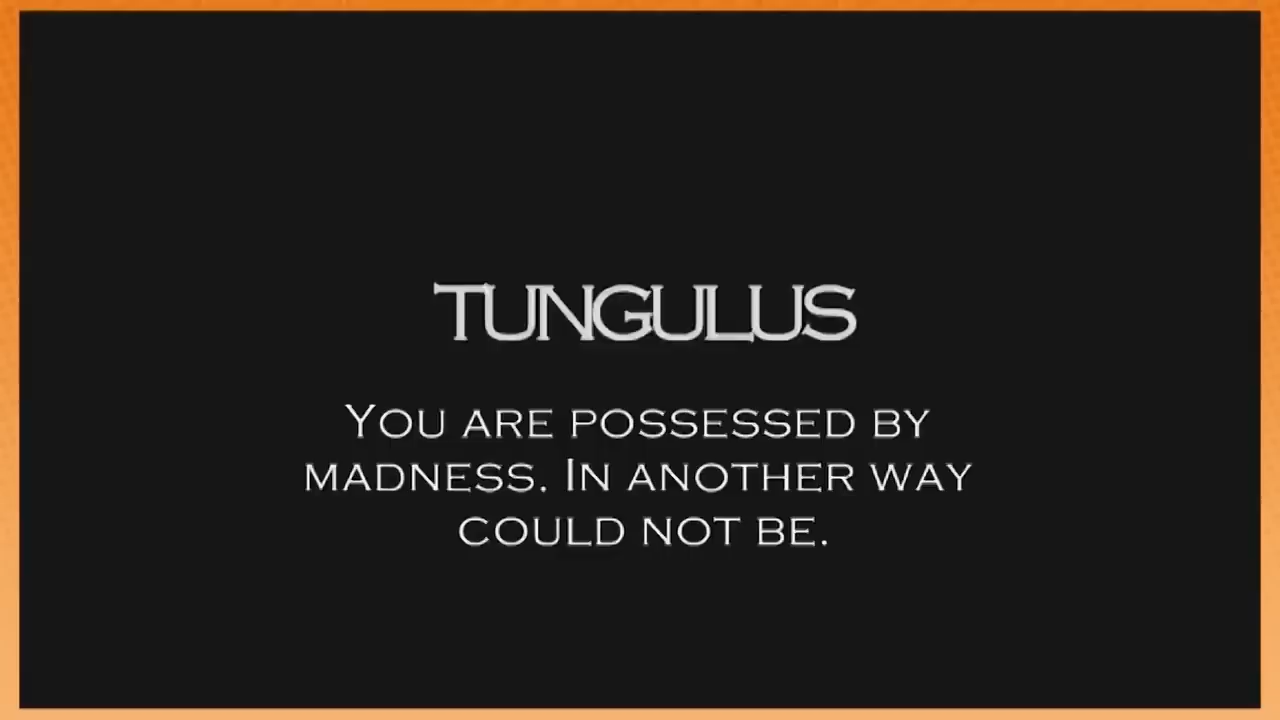 TUNGULUS
YOU ARE POSSESSED BY
MADNESS. IN ANOTHER WAY
COULD NOT BE.